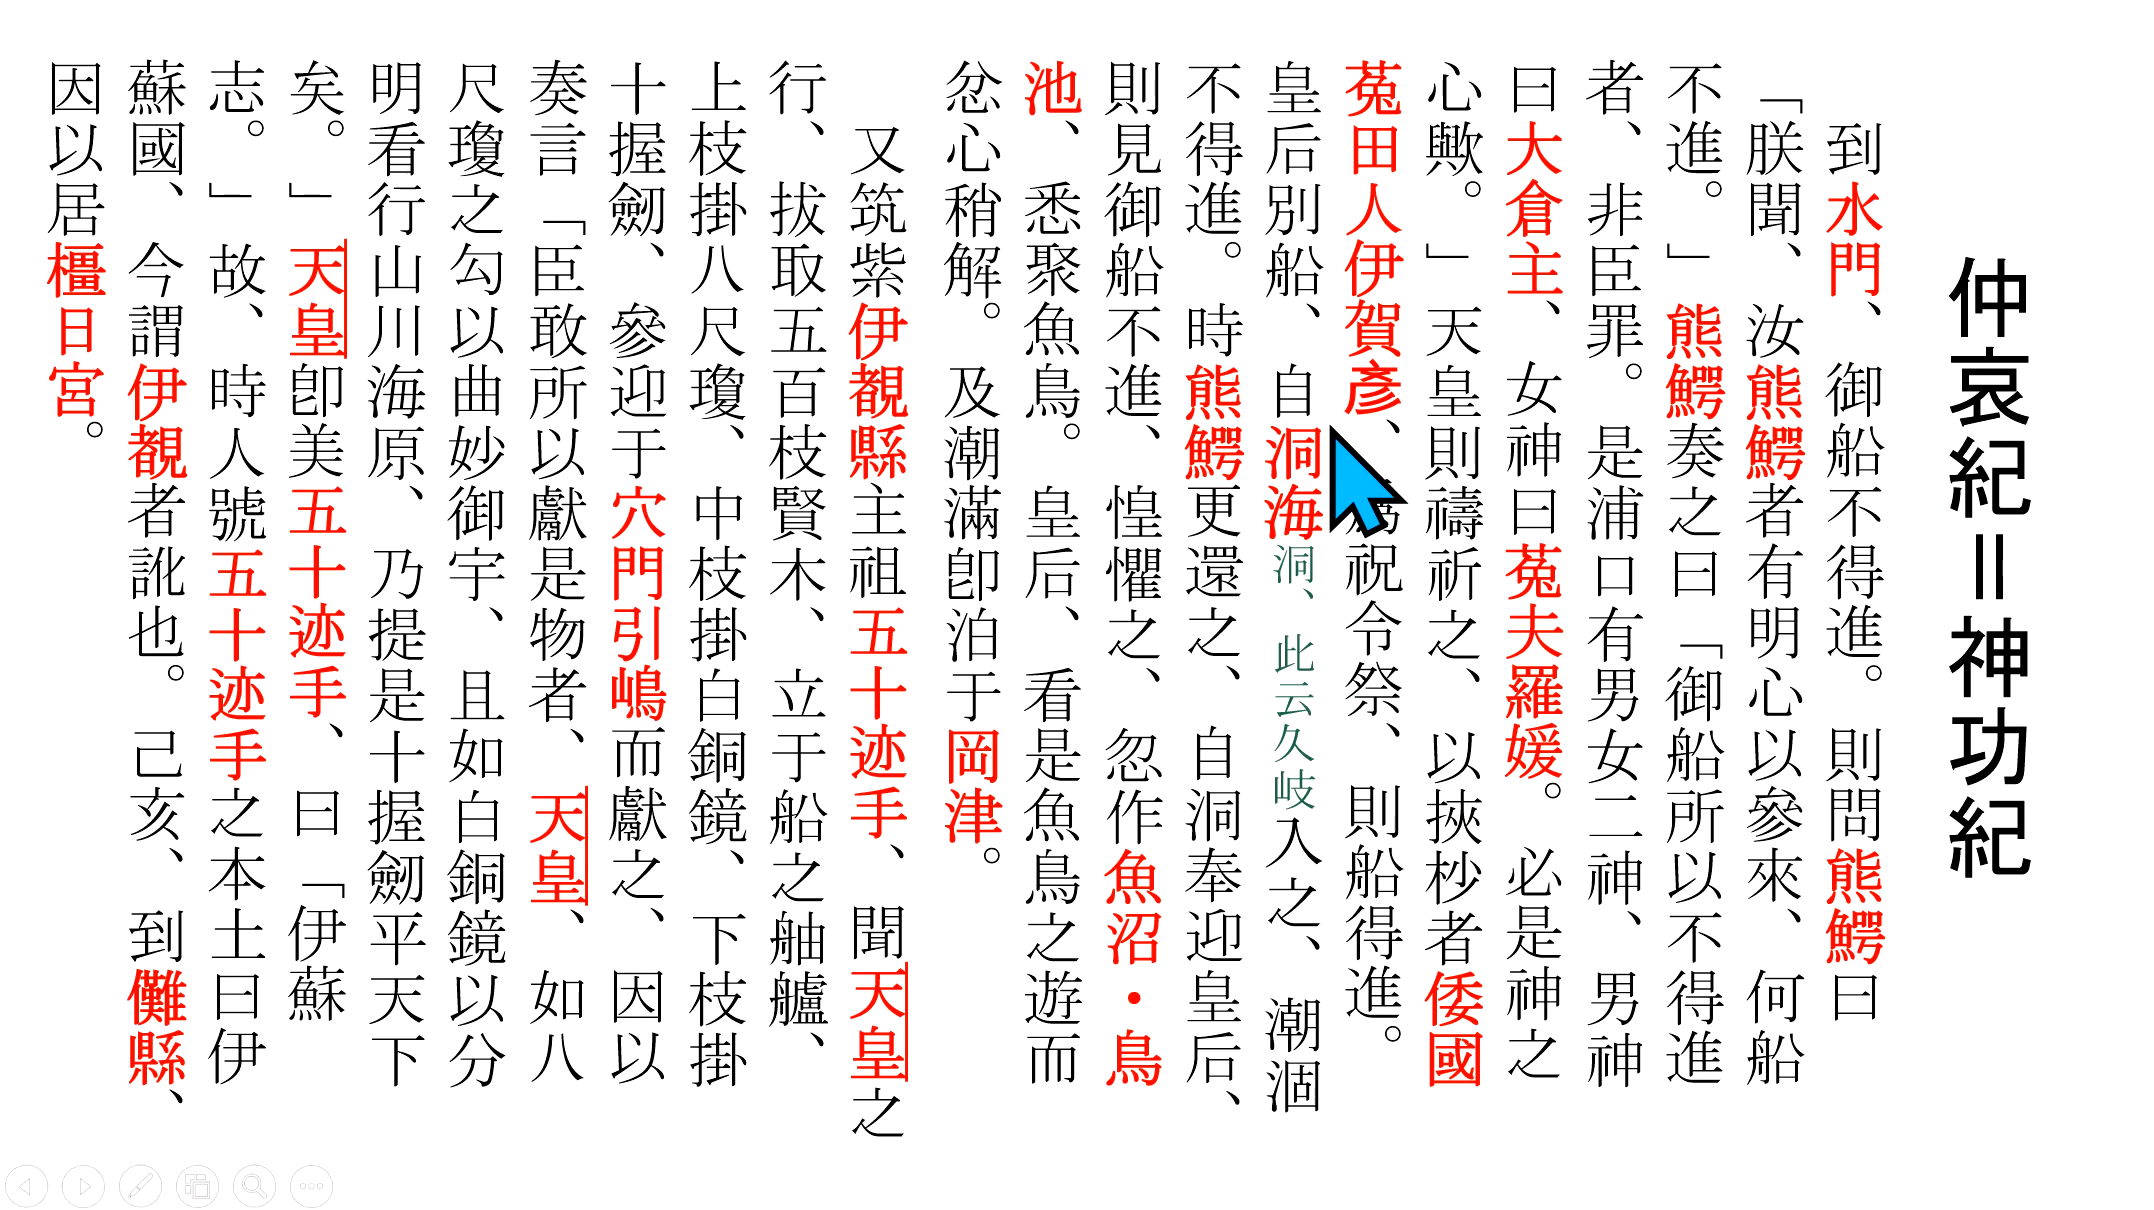 仲哀紀＝神功紀
到水門、御船不得進。則問熊鰐曰
「朕聞、汝熊鰐者有明心以參來、何船
不進。」熊鰐奏之曰「御船所以不得進
者、非臣罪。是浦口有男女二神、男神
曰大倉主、女神曰菟夫羅媛。必是神之
心歟。」天皇則禱祈之、以挾杪者倭國
菟田人伊賀彥、爲祝令祭、則船得進。
皇后別船、自洞海洞、此云久岐入之、潮涸
不得進。時熊鰐更還之、自洞奉迎皇后、
則見御船不進、惶懼之、忽作魚沼・鳥
池、悉聚魚鳥。皇后、看是魚鳥之遊而
忿心稍解。及潮滿卽泊于岡津。
又筑紫伊覩縣主祖五十迹手、聞天皇之
行、拔取五百枝賢木、立于船之舳艫、
上枝掛八尺瓊、中枝掛白銅鏡、下枝掛
十握劒、參迎于穴門引嶋而獻之、因以
奏言「臣敢所以獻是物者、天皇、如八
尺瓊之勾以曲妙御宇、且如白銅鏡以分
明看行山川海原、乃提是十握劒平天下
矣。」天皇卽美五十迹手、曰「伊蘇
志。」故、時人號五十迹手之本土曰伊
蘇國、今謂伊覩者訛也。己亥、到儺縣、
因以居橿日宮。